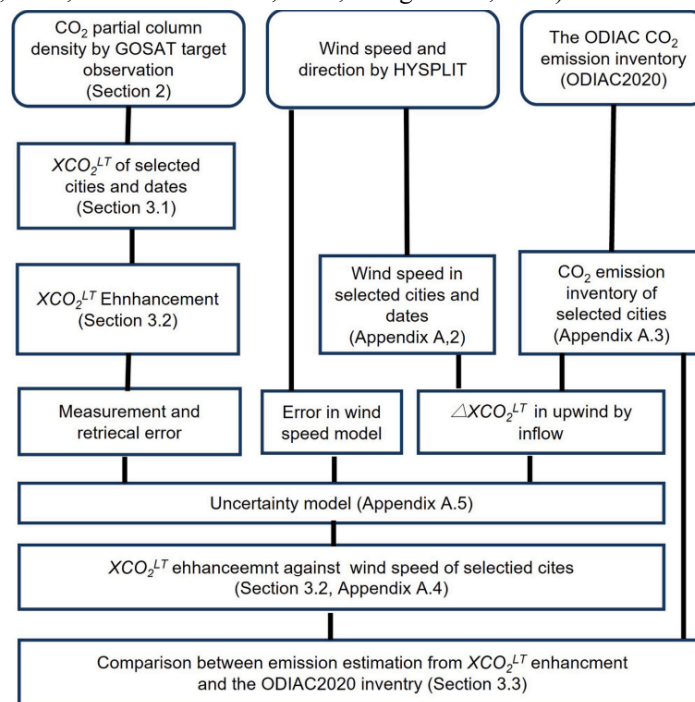 CO₂ partial column
density by GOSAT target
observation
(Section 2)
Wind speed and
direction by HYSPLIT
The ODIAC CO₂
emission inventory
(ODIAC2020)
XCO₂ᴸᵀ of selected
cities and dates
(Section 3.1)
XCO₂ᴸᵀ Ehnhancement
(Section 3.2)
Wind speed in
selected cities and
dates
(Appendix A,2)
CO₂ emission
inventory of
selected cities
(Appendix A.3)
Measurement and
retriecal error
Error in wind
speed model
△XCO₂ᴸᵀ in upwind by
inflow
Uncertainty model (Appendix A.5)
XCO₂ᴸᵀ ehhanceemnt against wind speed of selectied cites
(Section 3.2, Appendix A.4)
Comparison between emission estimation from XCO₂ᴸᵀ enhancment
and the ODIAC2020 inventry (Section 3.3)